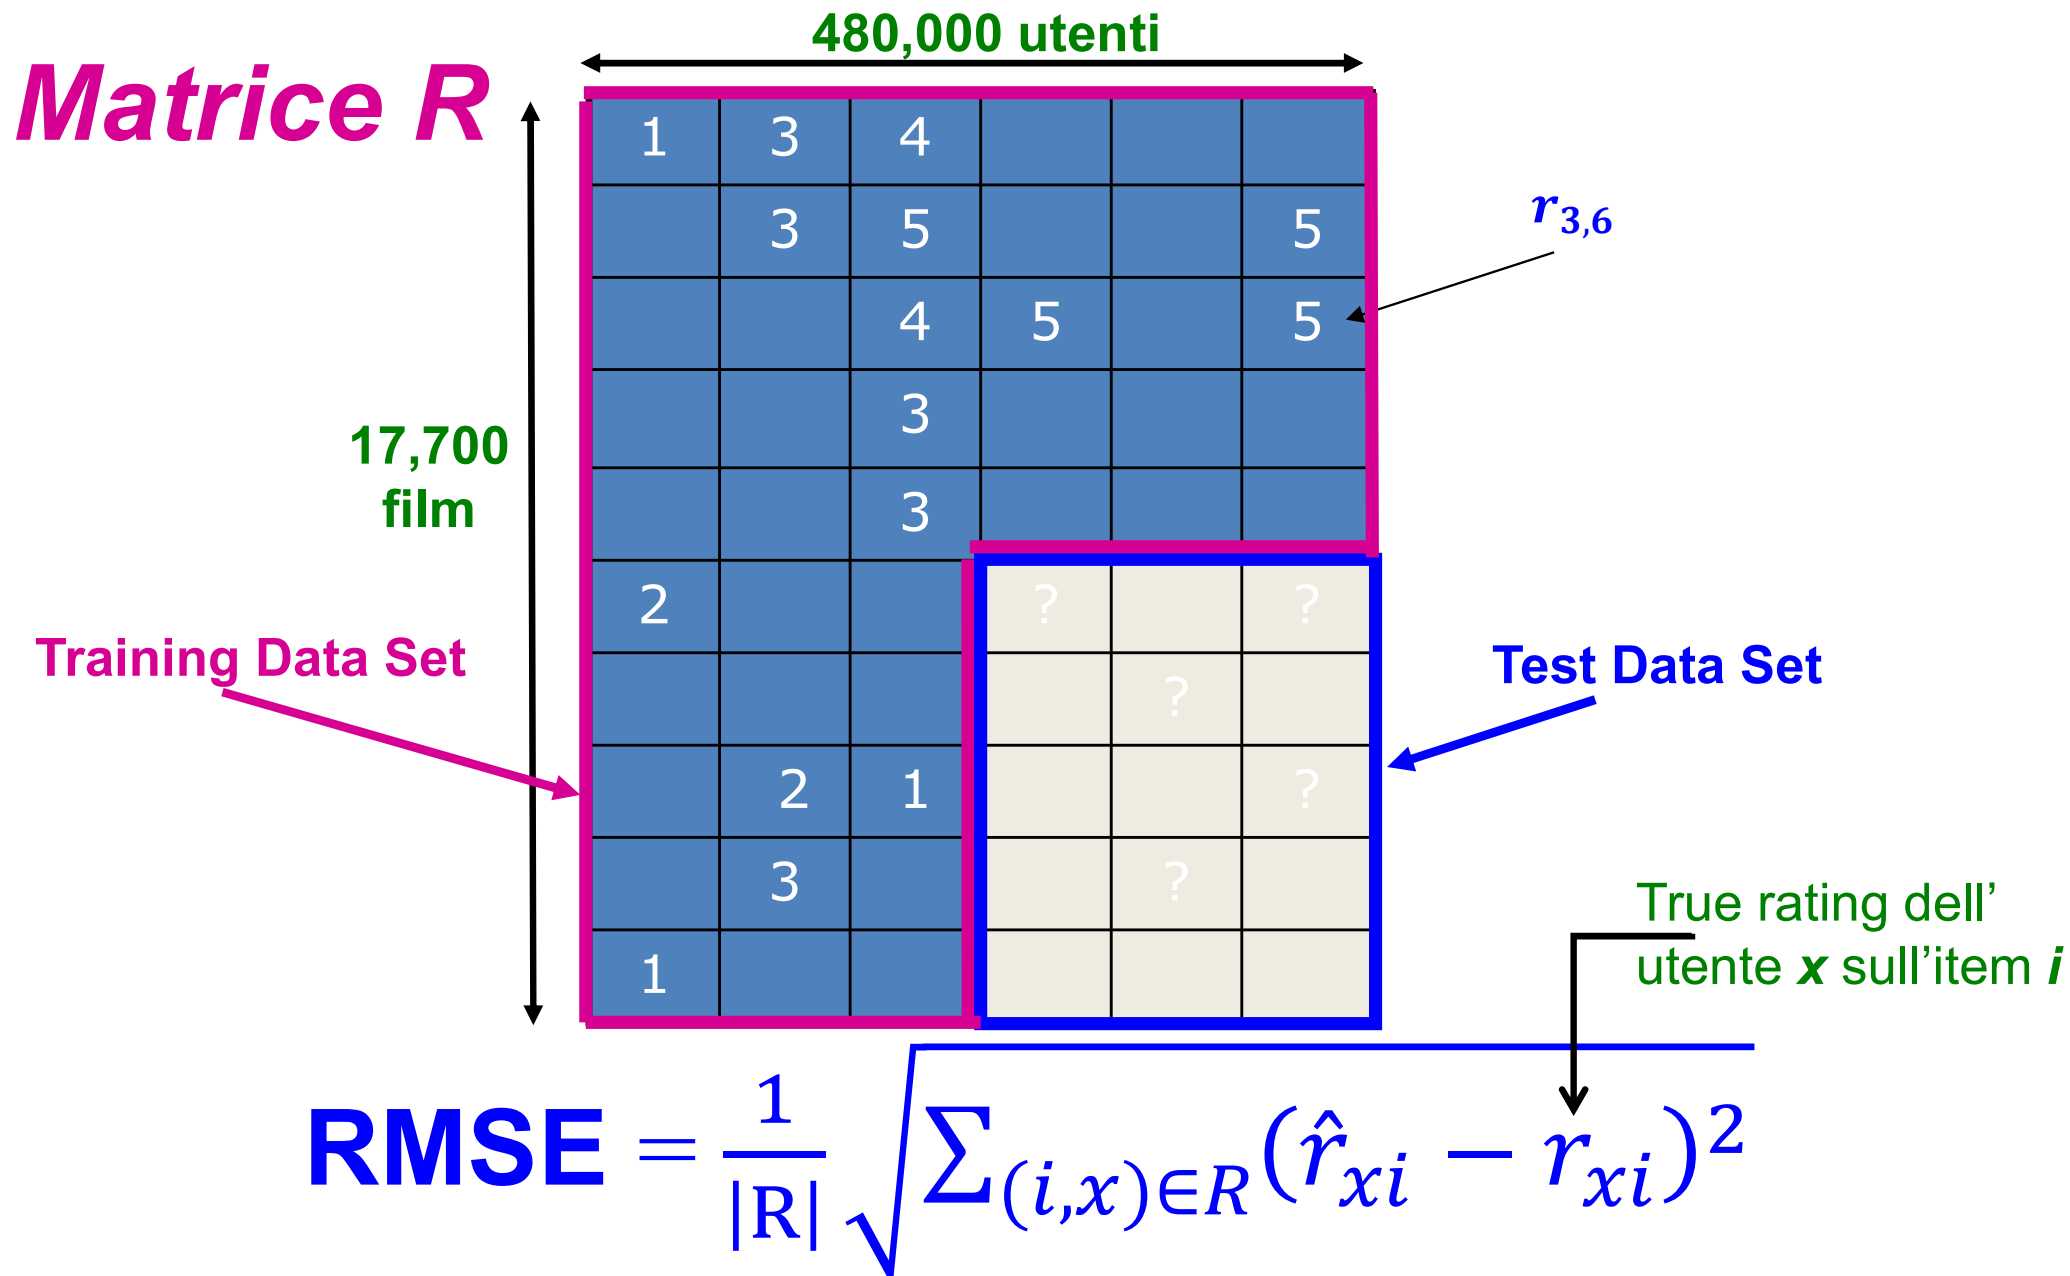 480,000 utenti
Matrice R
1 3 4
3 5 5
r3,6
4 5 5
3
17,700
film
3
2 ? ?
Training Data Set
Test Data Set
?
2 1 ?
3 ?
True rating dell’
utente x sull’item i
1
RMSE = 1/|R| √∑(i,x)∈R(r̂xi − rxi)2